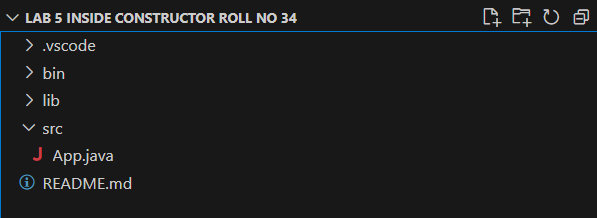 LAB 5 INSIDE CONSTRUCTOR ROLL NO 34
.vscode
bin
lib
src
App.java
README.md